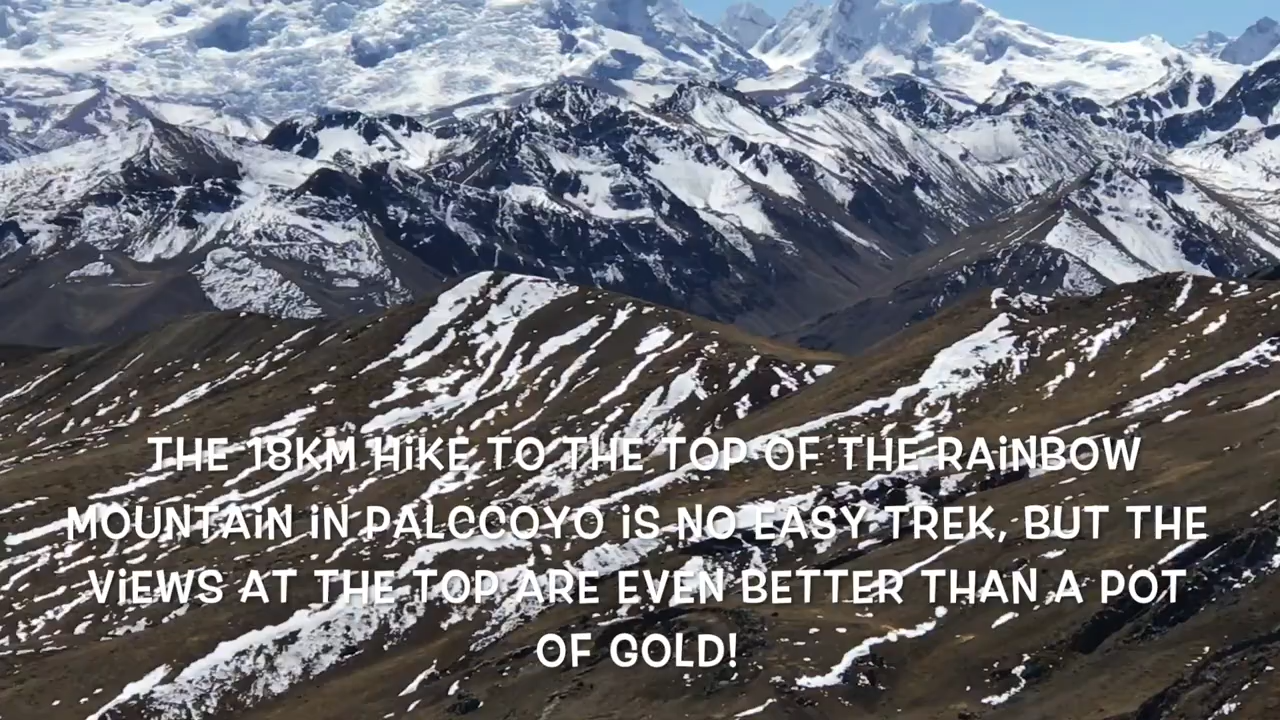 THE 18KM HiKE TO THE TOP OF THE RAiNBOW
MOUNTAiN iN PALCCOYO iS NO EASY TREK, BUT THE
ViEWS AT THE TOP ARE EVEN BETTER THAN A POT
OF GOLD!